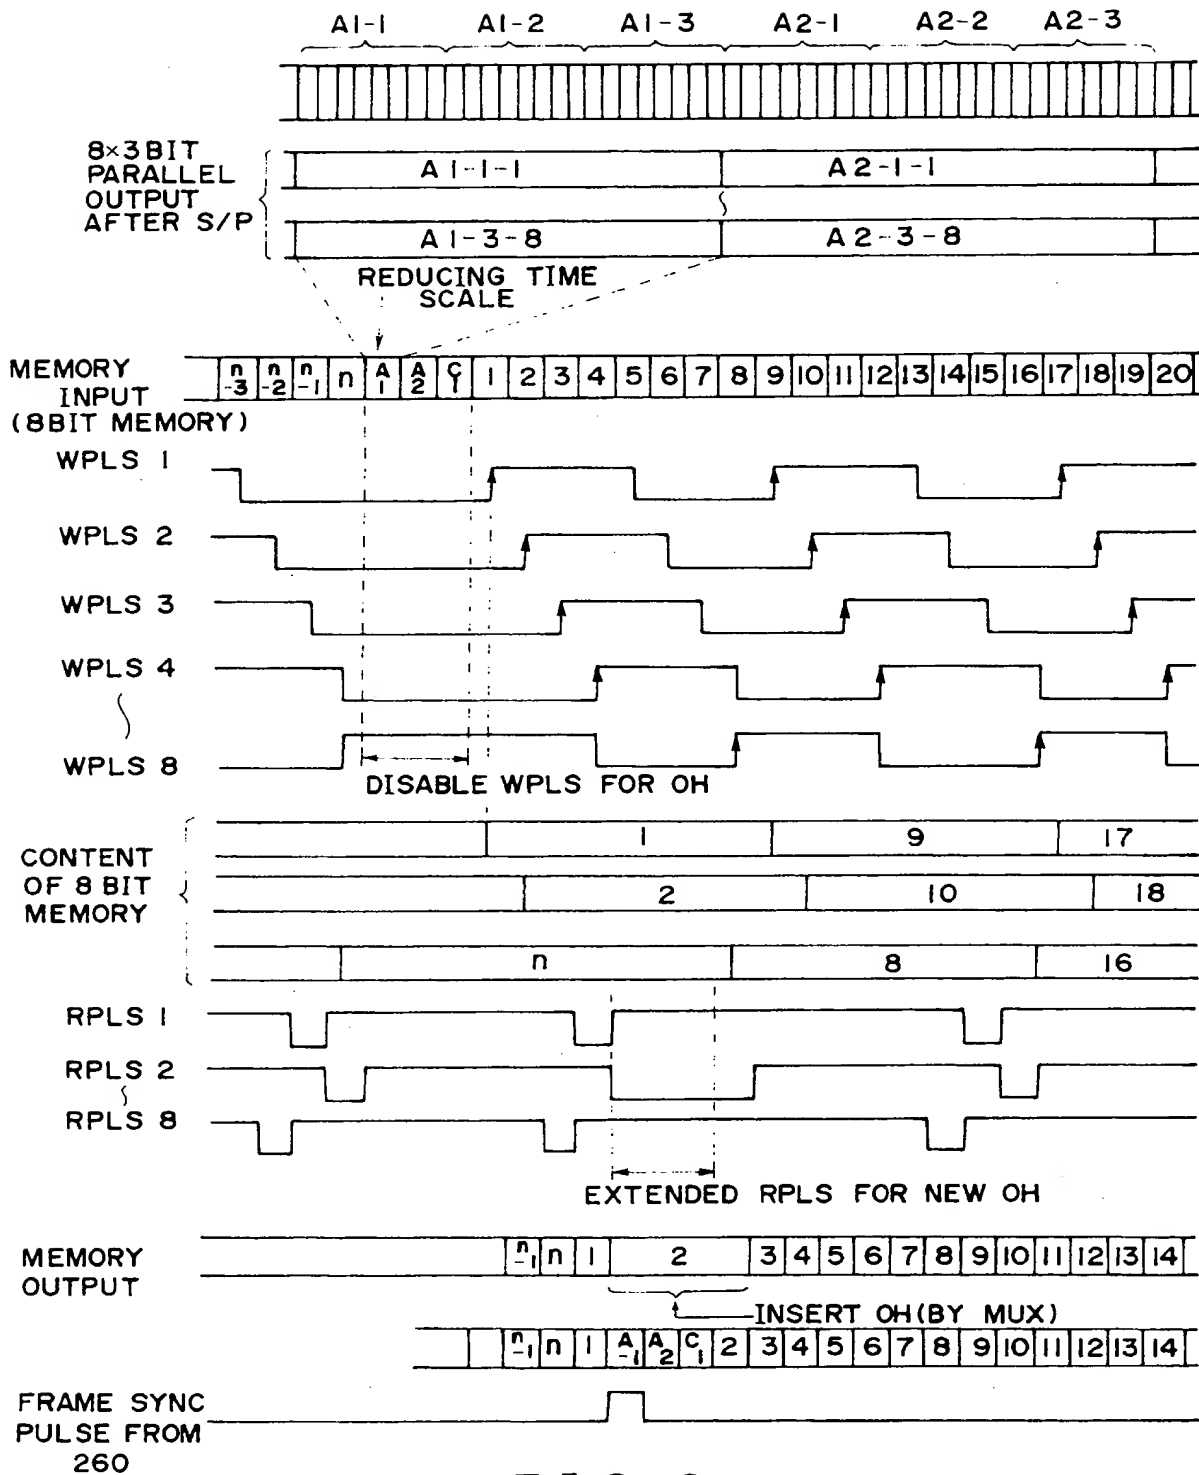 A1-1 A1-2 A1-3 A2-1 A2-2 A2-3
8×3BIT
PARALLEL
OUTPUT
AFTER S/P
A1-1-1 A2-1-1
A1-3-8 A2-3-8
REDUCING TIME
SCALE
MEMORY
INPUT
(8BIT MEMORY)
n-3 n-2 n-1 n A1 A2 C1 1 2 3 4 5 6 7 8 9 10 11 12 13 14 15 16 17 18 19 20
WPLS 1
WPLS 2
WPLS 3
WPLS 4
WPLS 8
DISABLE WPLS FOR OH
CONTENT
OF 8 BIT
MEMORY
1 9 17
2 10 18
n 8 16
RPLS 1
RPLS 2
RPLS 8
EXTENDED RPLS FOR NEW OH
MEMORY
OUTPUT
n-1 n 1 2 3 4 5 6 7 8 9 10 11 12 13 14
INSERT OH (BY MUX)
n-1 n 1 A-1 A2 C1 2 3 4 5 6 7 8 9 10 11 12 13 14
FRAME SYNC
PULSE FROM
260